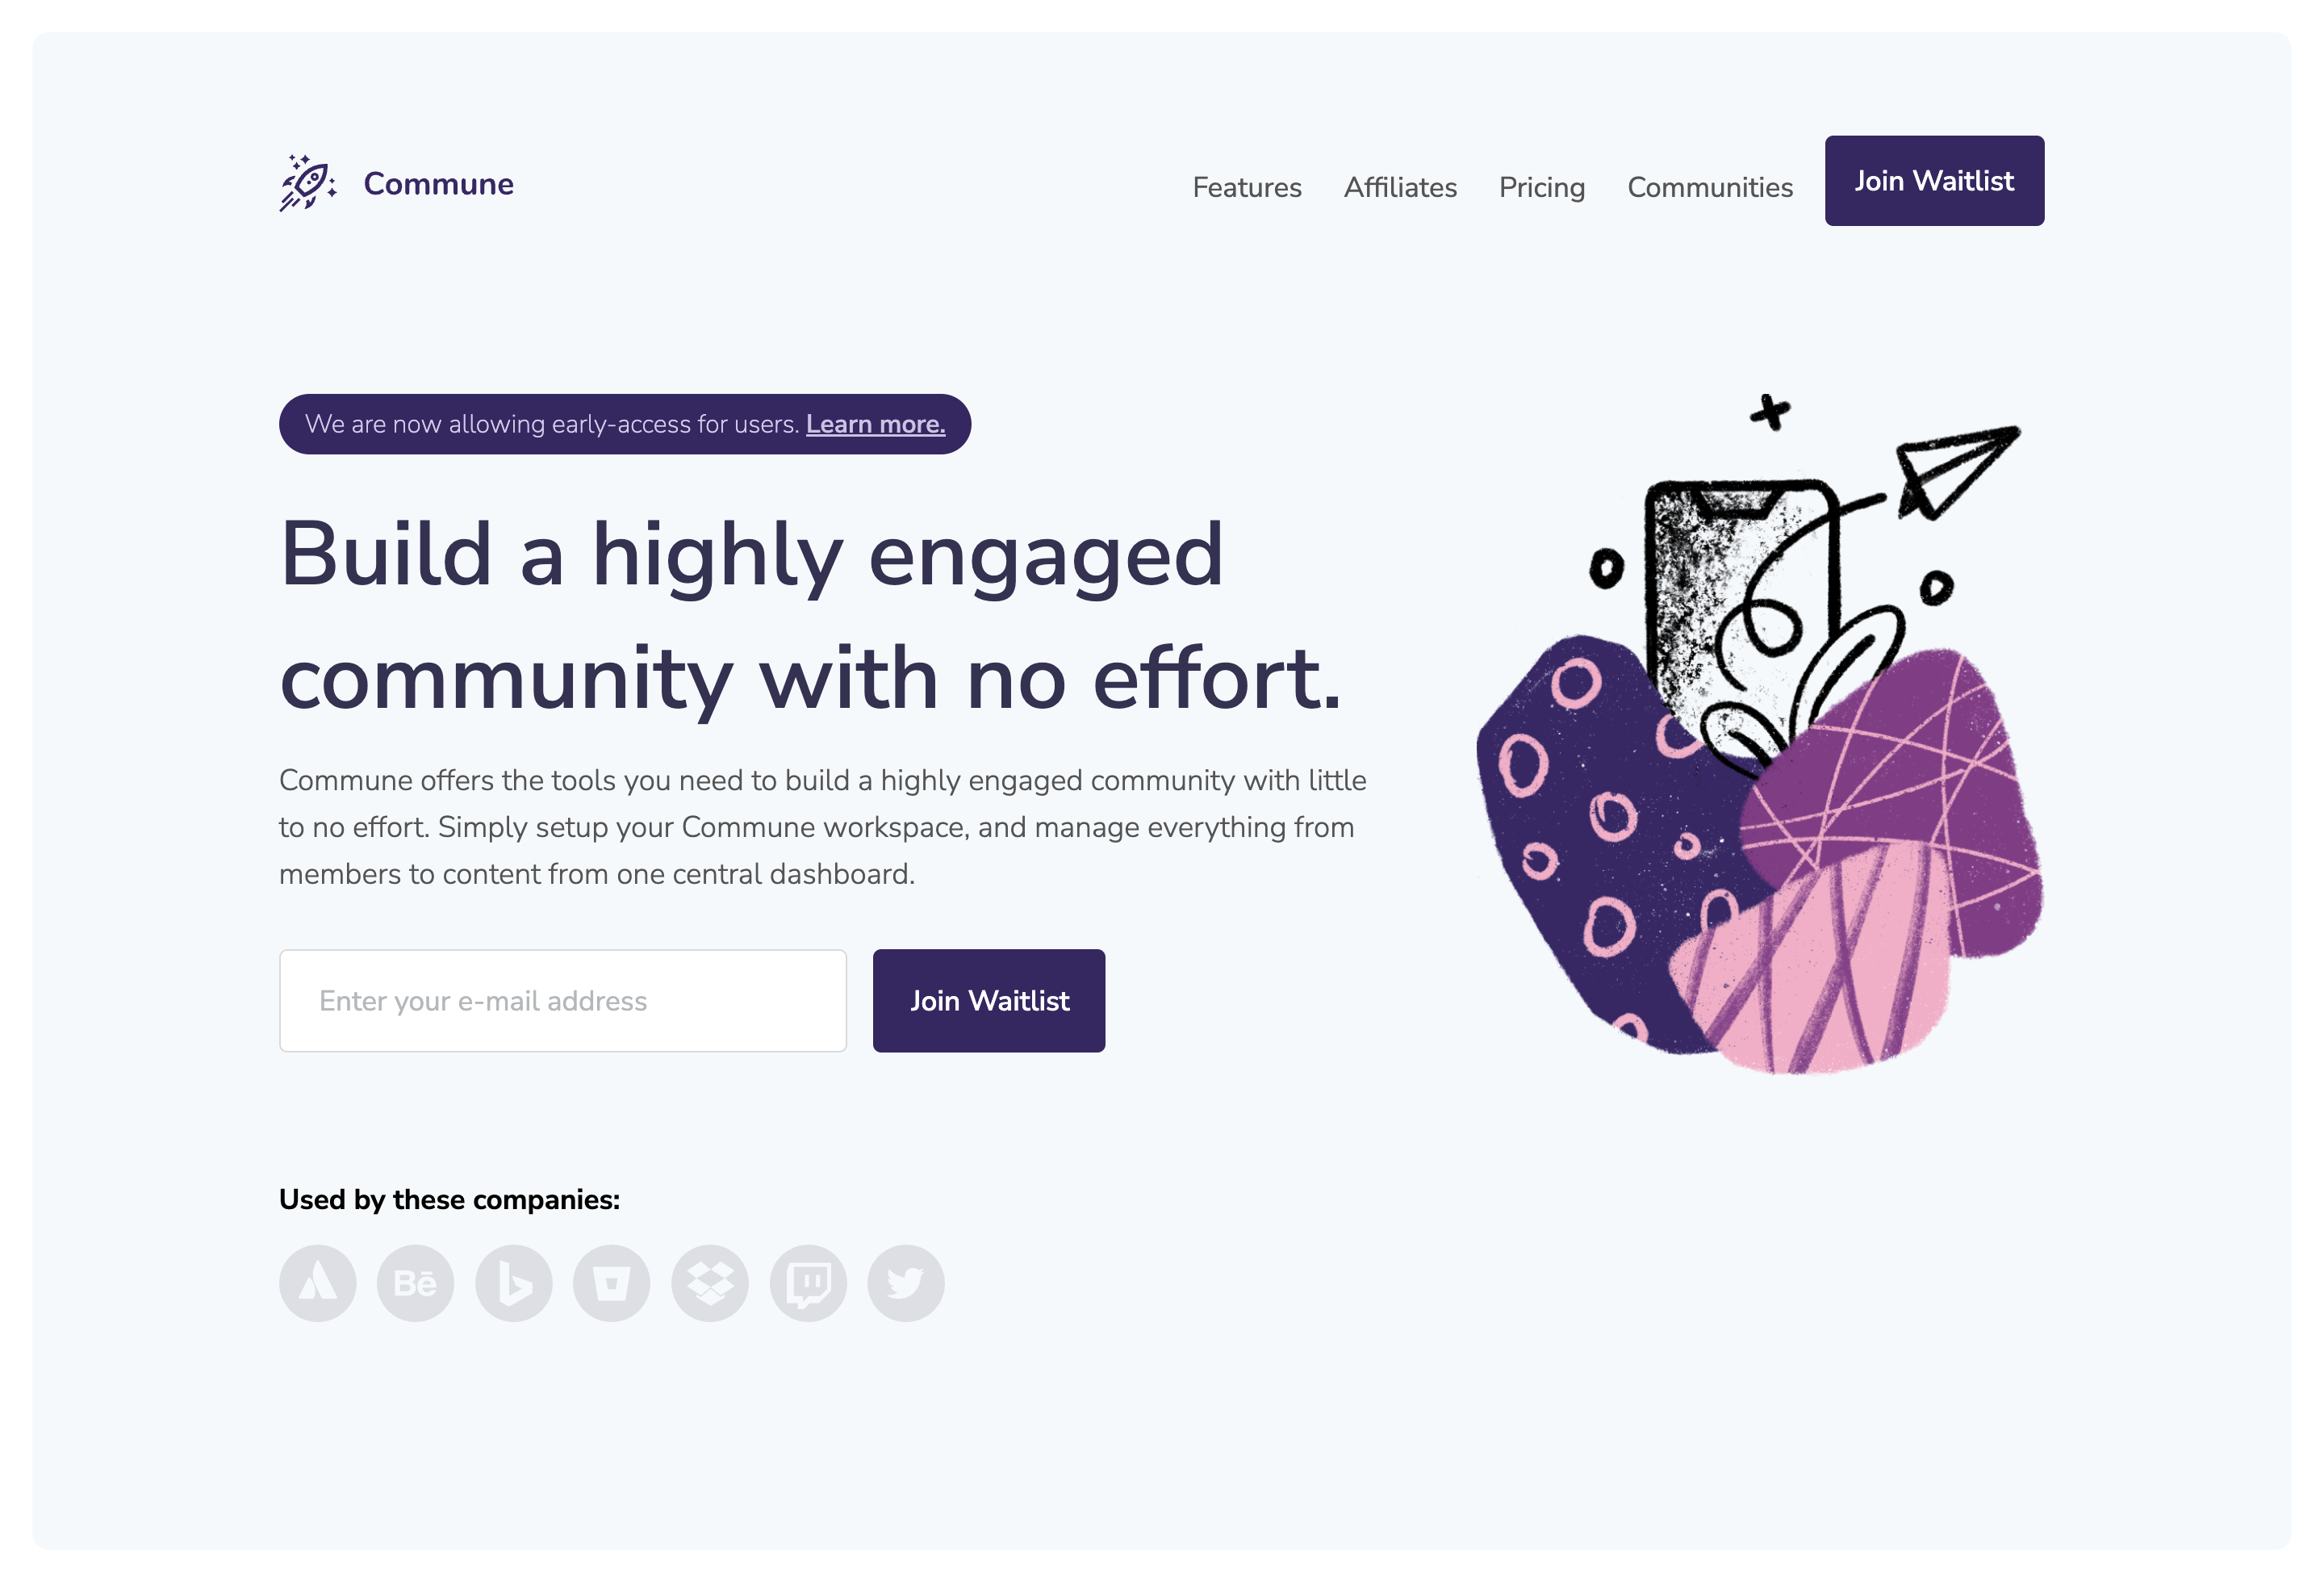 Commune
Features
Affiliates
Pricing
Communities
Join Waitlist
We are now allowing early-access for users. Learn more.
Build a highly engaged
community with no effort.
Commune offers the tools you need to build a highly engaged community with little
to no effort. Simply setup your Commune workspace, and manage everything from
members to content from one central dashboard.
Enter your e-mail address
Join Waitlist
Used by these companies:
Bē